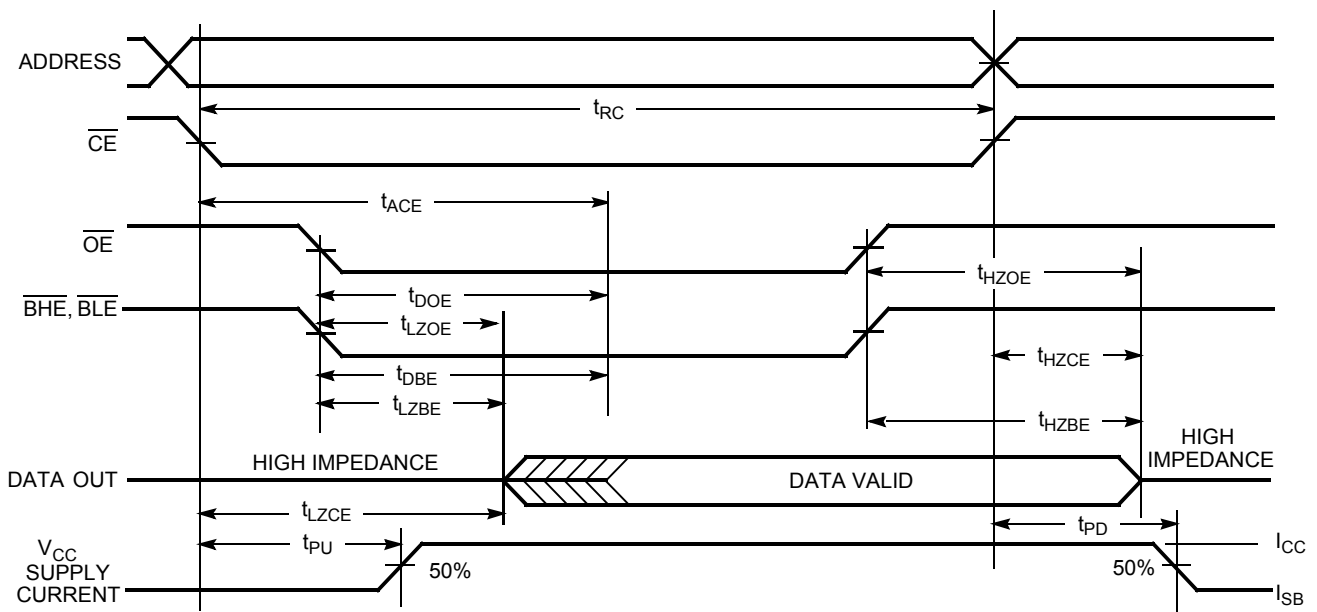 ADDRESS
tRC
CE
tACE
OE
tHZOE
tDOE
BHE, BLE
tLZOE
tHZCE
tDBE
tLZBE
tHZBE
HIGH
IMPEDANCE
HIGH IMPEDANCE
DATA OUT
DATA VALID
tLZCE
tPD
VCC
SUPPLY
CURRENT
tPU
50%
50%
ICC
ISB